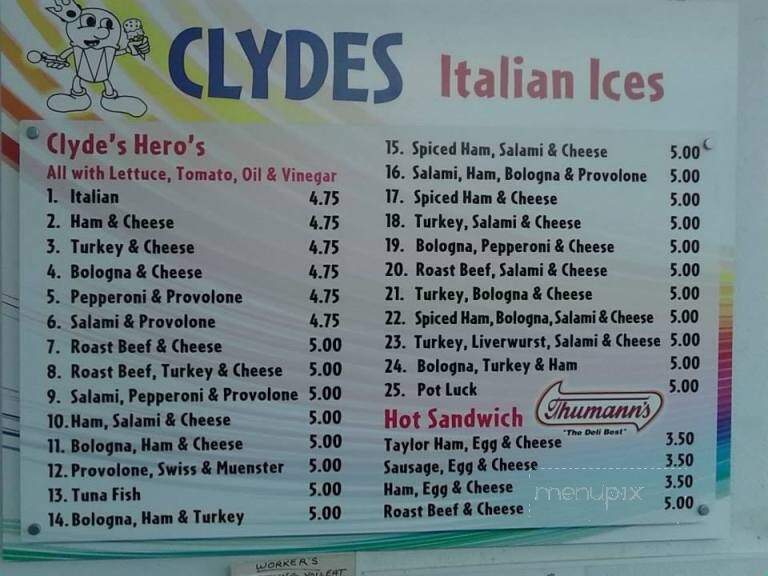 CLYDES Italian Ices
Clyde's Hero's
All with Lettuce, Tomato, Oil & Vinegar
1. Italian 4.75
2. Ham & Cheese 4.75
3. Turkey & Cheese 4.75
4. Bologna & Cheese 4.75
5. Pepperoni & Provolone 4.75
6. Salami & Provolone 4.75
7. Roast Beef & Cheese 5.00
8. Roast Beef, Turkey & Cheese 5.00
9. Salami, Pepperoni & Provolone 5.00
10. Ham, Salami & Cheese 5.00
11. Bologna, Ham & Cheese 5.00
12. Provolone, Swiss & Muenster 5.00
13. Tuna Fish 5.00
14. Bologna, Ham & Turkey 5.00
15. Spiced Ham, Salami & Cheese 5.00
16. Salami, Ham, Bologna & Provolone 5.00
17. Spiced Ham & Cheese 5.00
18. Turkey, Salami & Cheese 5.00
19. Bologna, Pepperoni & Cheese 5.00
20. Roast Beef, Salami & Cheese 5.00
21. Turkey, Bologna & Cheese 5.00
22. Spiced Ham, Bologna, Salami & Cheese 5.00
23. Turkey, Liverwurst, Salami & Cheese 5.00
24. Bologna, Turkey & Ham 5.00
25. Pot Luck 5.00
Thumann's
"The Deli Best"
Hot Sandwich
Taylor Ham, Egg & Cheese 3.50
Sausage, Egg & Cheese 3.50
Ham, Egg & Cheese 3.50
Roast Beef & Cheese 5.00
menupix
WORKER'S